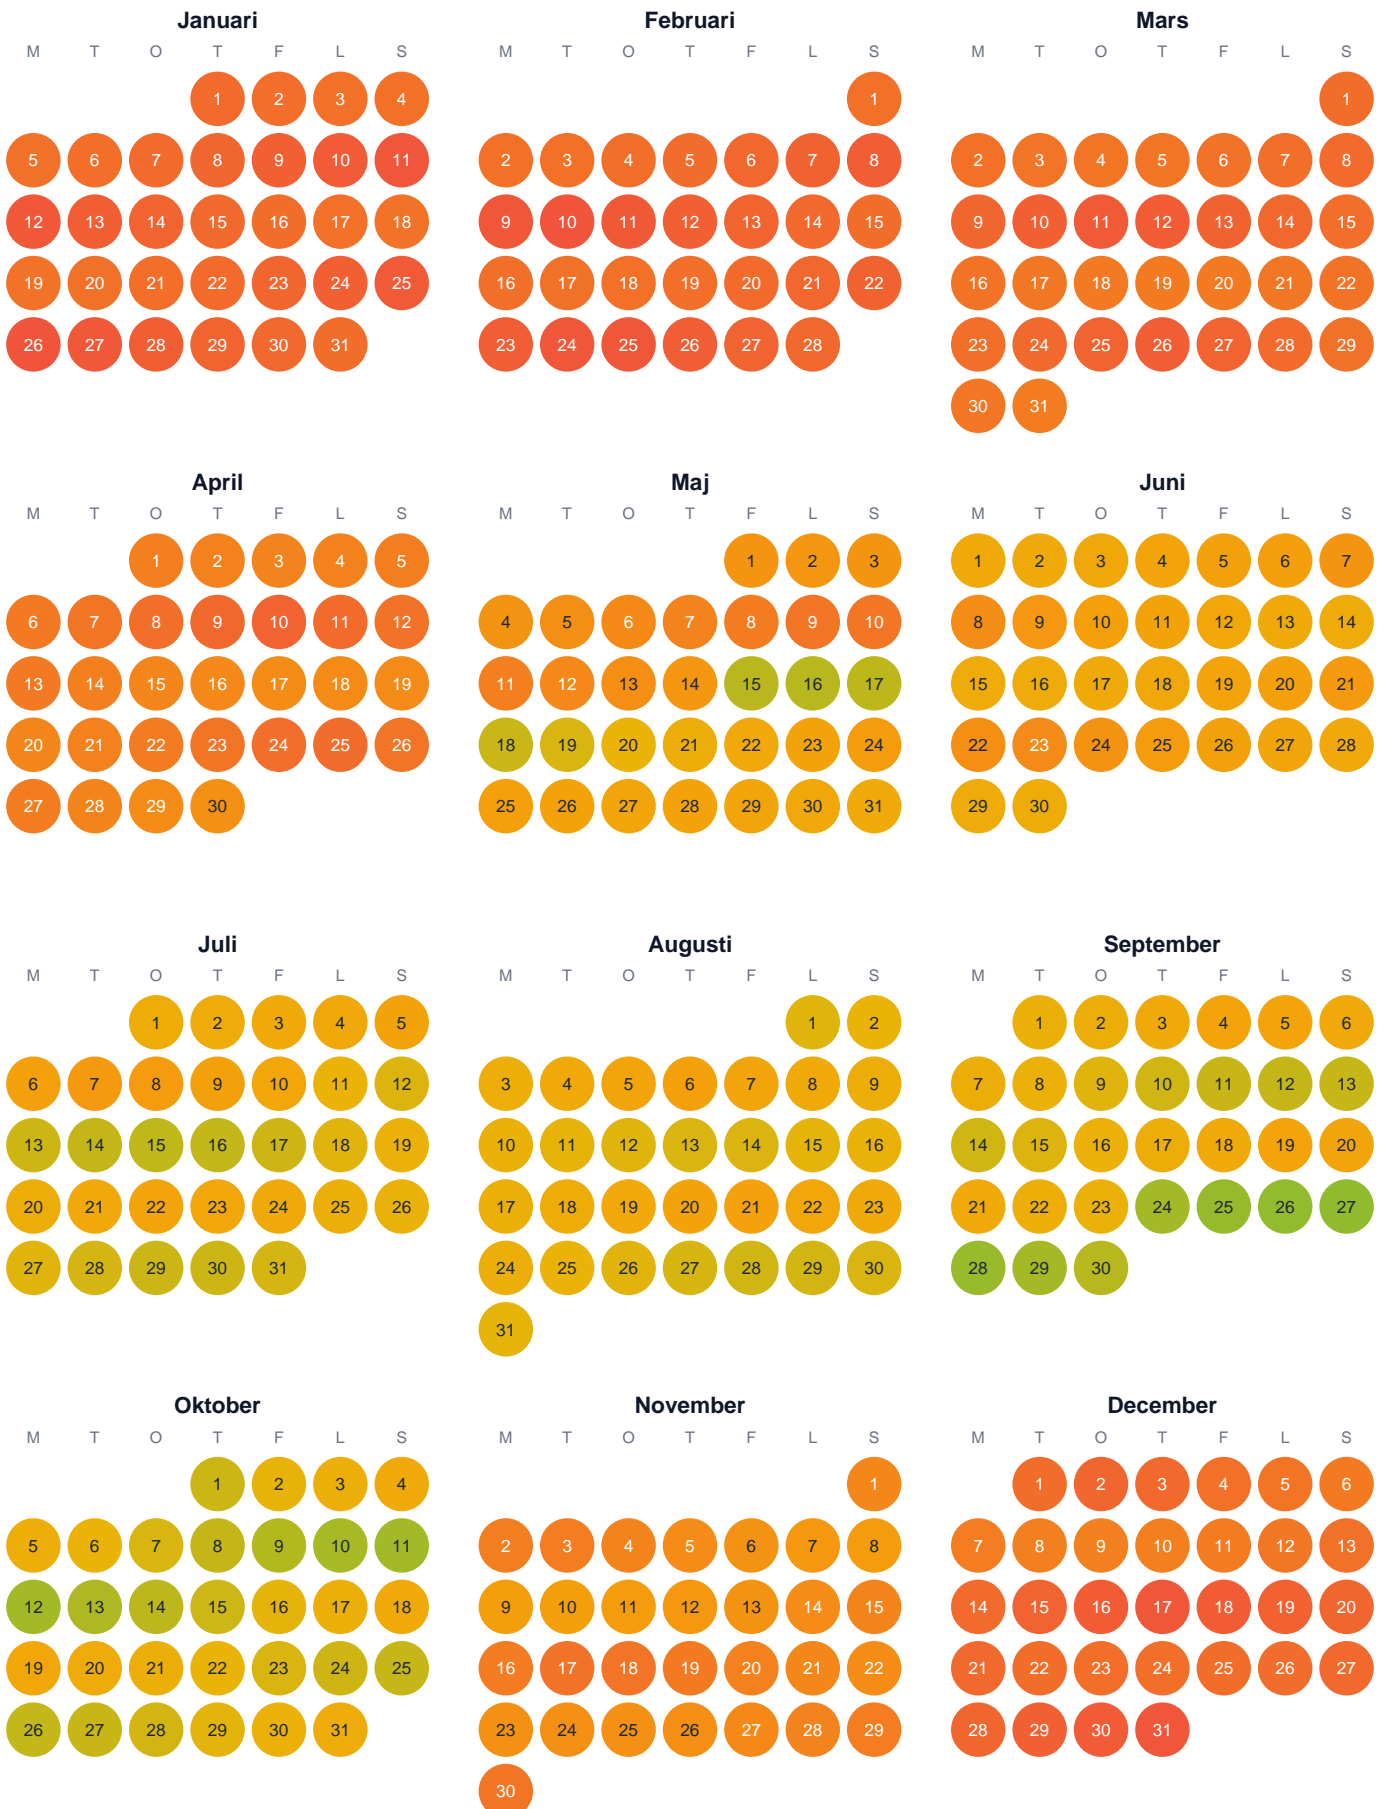 Januari Februari Mars
M T O T F L S M T O T F L S M T O T F L S
1 2 3 4 1 1
5 6 7 8 9 10 11 2 3 4 5 6 7 8 2 3 4 5 6 7 8
12 13 14 15 16 17 18 9 10 11 12 13 14 15 9 10 11 12 13 14 15
19 20 21 22 23 24 25 16 17 18 19 20 21 22 16 17 18 19 20 21 22
26 27 28 29 30 31 23 24 25 26 27 28 23 24 25 26 27 28 29
30 31
April Maj Juni
M T O T F L S M T O T F L S M T O T F L S
1 2 3 4 5 1 2 3 1 2 3 4 5 6 7
6 7 8 9 10 11 12 4 5 6 7 8 9 10 8 9 10 11 12 13 14
13 14 15 16 17 18 19 11 12 13 14 15 16 17 15 16 17 18 19 20 21
20 21 22 23 24 25 26 18 19 20 21 22 23 24 22 23 24 25 26 27 28
27 28 29 30 25 26 27 28 29 30 31 29 30
Juli Augusti September
M T O T F L S M T O T F L S M T O T F L S
1 2 3 4 5 1 2 1 2 3 4 5 6
6 7 8 9 10 11 12 3 4 5 6 7 8 9 7 8 9 10 11 12 13
13 14 15 16 17 18 19 10 11 12 13 14 15 16 14 15 16 17 18 19 20
20 21 22 23 24 25 26 17 18 19 20 21 22 23 21 22 23 24 25 26 27
27 28 29 30 31 24 25 26 27 28 29 30 28 29 30
31
Oktober November December
M T O T F L S M T O T F L S M T O T F L S
1 2 3 4 1 1 2 3 4 5 6
5 6 7 8 9 10 11 2 3 4 5 6 7 8 7 8 9 10 11 12 13
12 13 14 15 16 17 18 9 10 11 12 13 14 15 14 15 16 17 18 19 20
19 20 21 22 23 24 25 16 17 18 19 20 21 22 21 22 23 24 25 26 27
26 27 28 29 30 31 23 24 25 26 27 28 29 28 29 30 31
30